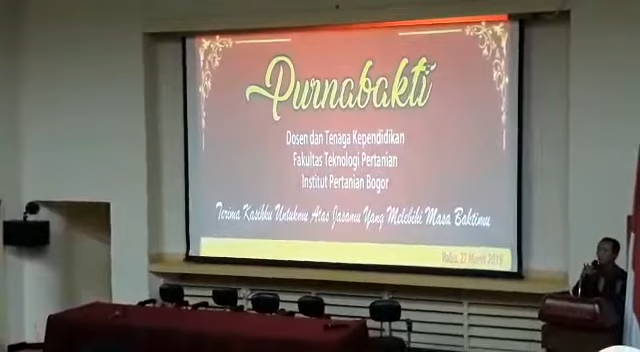 Purnabakti
Dosen dan Tenaga Kependidikan
Fakultas Teknologi Pertanian
Institut Pertanian Bogor
Terima Kasihku Untukmu Atas Jasamu Yang Melebihi Masa Baktimu
Rabu, 27 Maret 2019